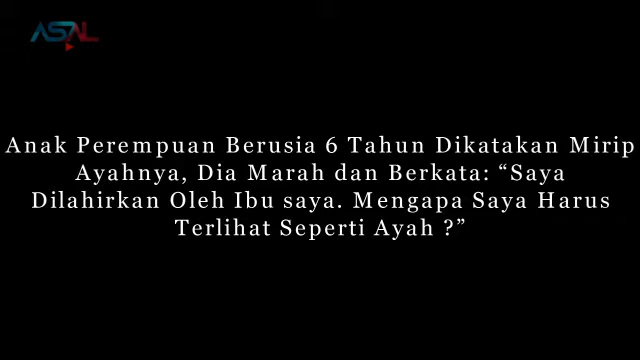 ASAL
Anak Perempuan Berusia 6 Tahun Dikatakan Mirip
Ayahnya, Dia Marah dan Berkata: “Saya
Dilahirkan Oleh Ibu saya. Mengapa Saya Harus
Terlihat Seperti Ayah ?”